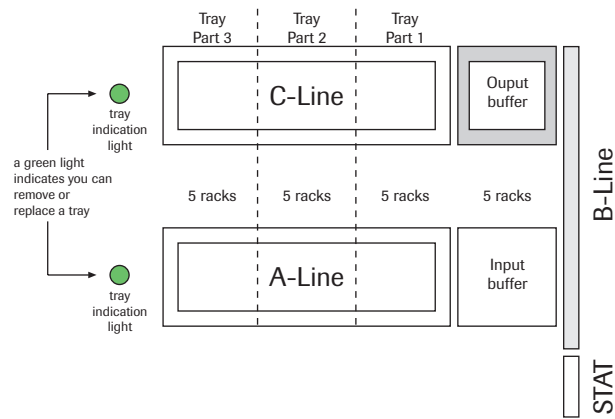 Tray
Part 3
Tray
Part 2
Tray
Part 1
C-Line
Ouput
buffer
tray
indication
light
a green light
indicates you can
remove or
replace a tray
5 racks
5 racks
5 racks
5 racks
B-Line
A-Line
Input
buffer
tray
indication
light
STAT